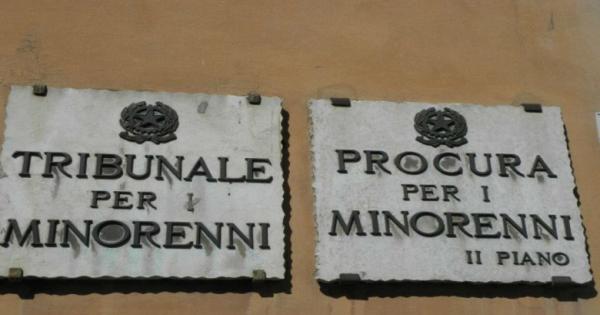 TRIBUNALE
PER I
MINORENNI
PROCURA
PER I
MINORENNI
II PIANO